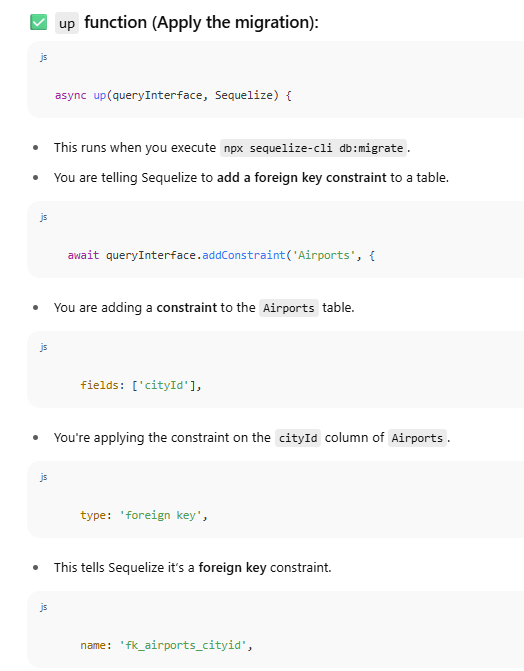 ✅ up function (Apply the migration):
js
async up(queryInterface, Sequelize) {
• This runs when you execute npx sequelize-cli db:migrate.
• You are telling Sequelize to add a foreign key constraint to a table.
js
await queryInterface.addConstraint('Airports', {
• You are adding a constraint to the Airports table.
js
fields: ['cityId'],
• You're applying the constraint on the cityId column of Airports.
js
type: 'foreign key',
• This tells Sequelize it's a foreign key constraint.
js
name: 'fk_airports_cityid',